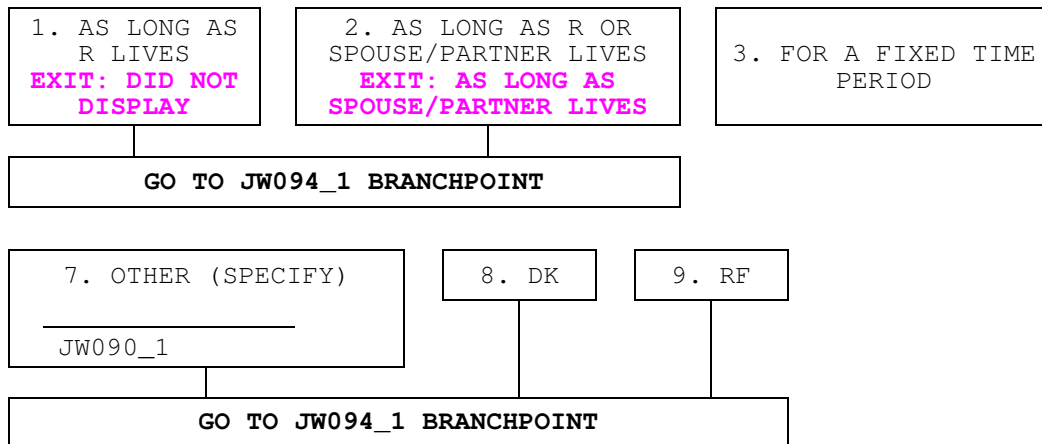 1. AS LONG AS
R LIVES
EXIT: DID NOT
DISPLAY
2. AS LONG AS R OR
SPOUSE/PARTNER LIVES
EXIT: AS LONG AS
SPOUSE/PARTNER LIVES
3. FOR A FIXED TIME
PERIOD
GO TO JW094_1 BRANCHPOINT
7. OTHER (SPECIFY)
JW090_1
8. DK
9. RF
GO TO JW094_1 BRANCHPOINT